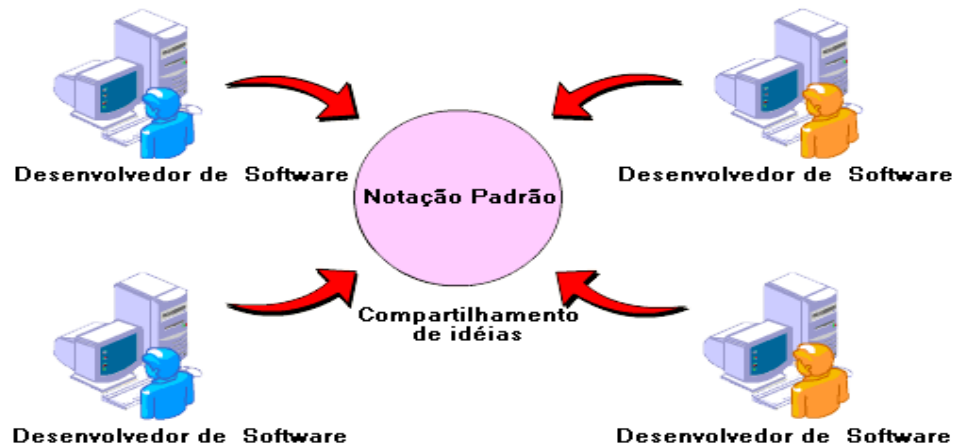 Desenvolvedor de Software
Desenvolvedor de Software
Notação Padrão
Compartilhamento
de idéias
Desenvolvedor de Software
Desenvolvedor de Software